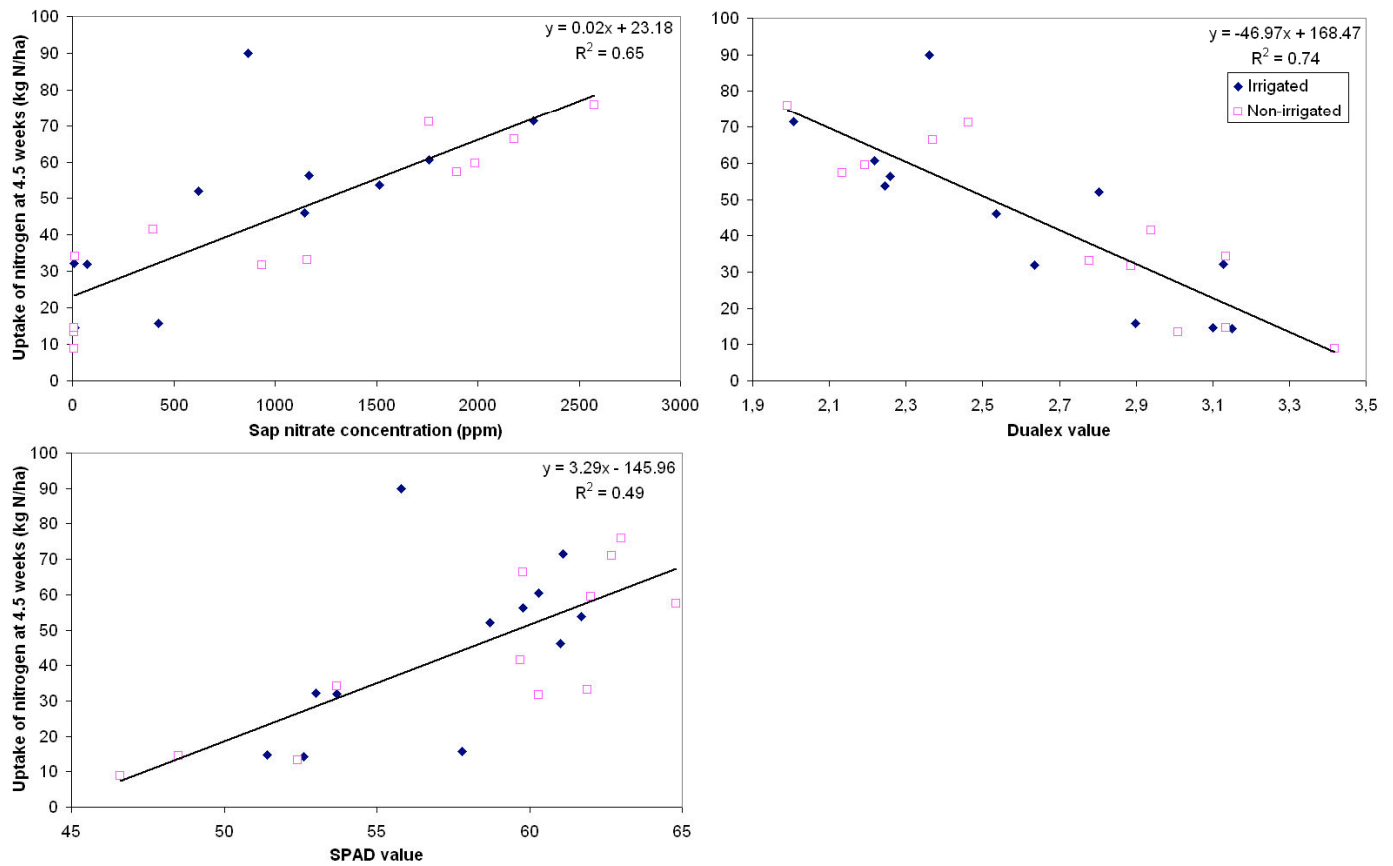 y = 0.02x + 23.18
R² = 0.65
Uptake of nitrogen at 4.5 weeks (kg N/ha)
100
90
80
70
60
50
40
30
20
10
0
0 500 1000 1500 2000 2500 3000
Sap nitrate concentration (ppm)
y = -46.97x + 168.47
R² = 0.74
Irrigated
Non-irrigated
100
90
80
70
60
50
40
30
20
10
0
1,9 2,1 2,3 2,5 2,7 2,9 3,1 3,3 3,5
Dualex value
y = 3.29x - 145.96
R² = 0.49
Uptake of nitrogen at 4.5 weeks (kg N/ha)
100
90
80
70
60
50
40
30
20
10
0
45 50 55 60 65
SPAD value